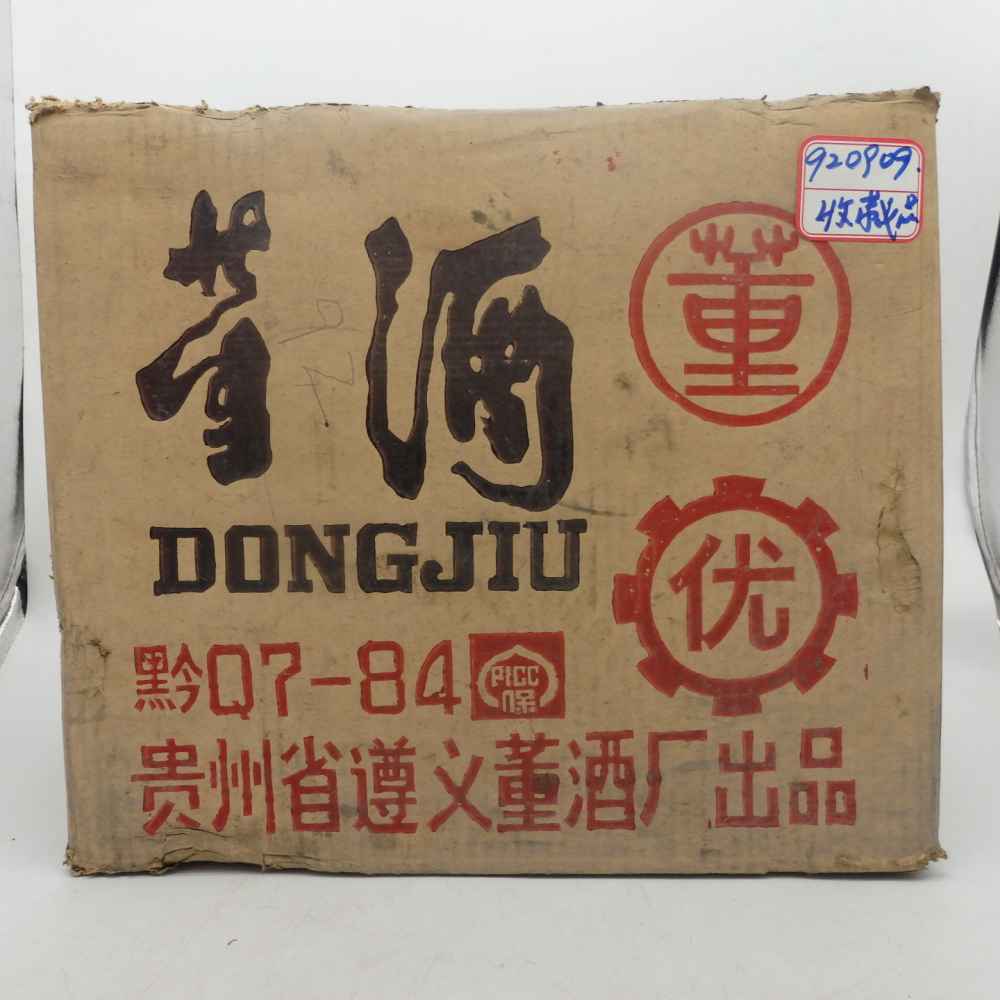 920909.
收藏品
董酒
董
92
DONGJIU
优
黔Q7-84
PICC
保
贵州省遵义董酒厂出品